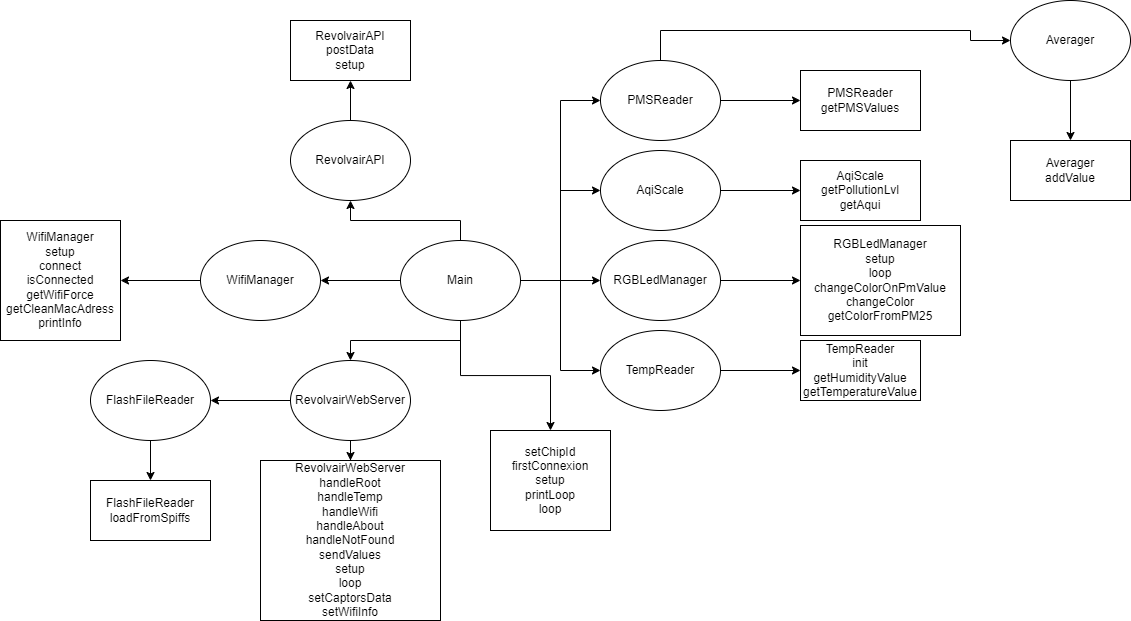 RevolvairAPI
postData
setup
Averager
PMSReader
PMSReader
getPMSValues
RevolvairAPI
Averager
addValue
AqiScale
AqiScale
getPollutionLvl
getAqui
WifiManager
setup
connect
isConnected
getWifiForce
getCleanMacAdress
printInfo
WifiManager
Main
RGBLedManager
RGBLedManager
setup
loop
changeColorOnPmValue
changeColor
getColorFromPM25
TempReader
TempReader
init
getHumidityValue
getTemperatureValue
FlashFileReader
RevolvairWebServer
setChipId
firstConnexion
setup
printLoop
loop
FlashFileReader
loadFromSpiffs
RevolvairWebServer
handleRoot
handleTemp
handleWifi
handleAbout
handleNotFound
sendValues
setup
loop
setCaptorsData
setWifiInfo